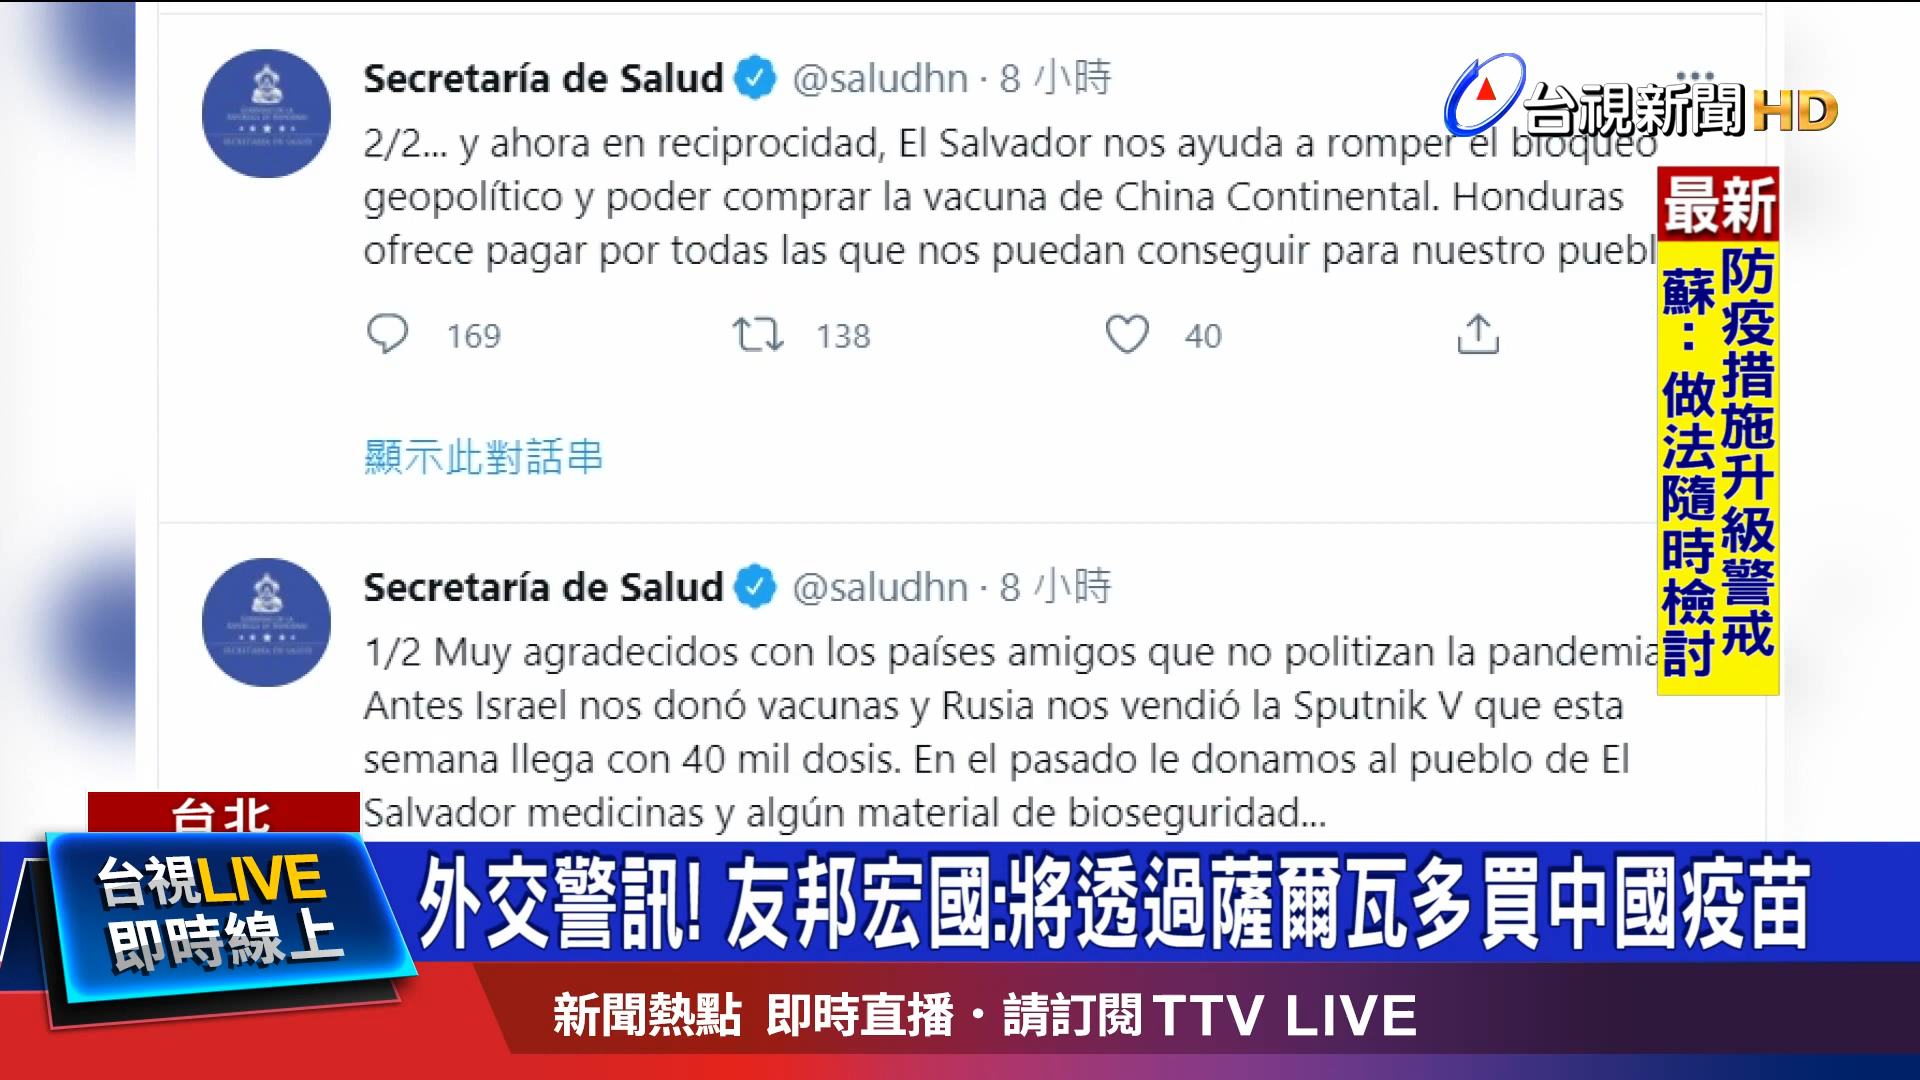 Secretaría de Salud @saludhn · 8 小時
2/2... y ahora en reciprocidad, El Salvador nos ayuda a romper el bloqueo
geopolítico y poder comprar la vacuna de China Continental. Honduras
ofrece pagar por todas las que nos puedan conseguir para nuestro puebl
169 138 40
顯示此對話串
Secretaría de Salud @saludhn · 8 小時
1/2 Muy agradecidos con los países amigos que no politizan la pandemia
Antes Israel nos donó vacunas y Rusia nos vendió la Sputnik V que esta
semana llega con 40 mil dosis. En el pasado le donamos al pueblo de El
Salvador medicinas y algún material de bioseguridad...
台視新聞HD
最新
防疫措施升級警戒
蘇：做法隨時檢討
台北
台視LIVE
即時線上
外交警訊! 友邦宏國:將透過薩爾瓦多買中國疫苗
新聞熱點 即時直播・請訂閱TTV LIVE